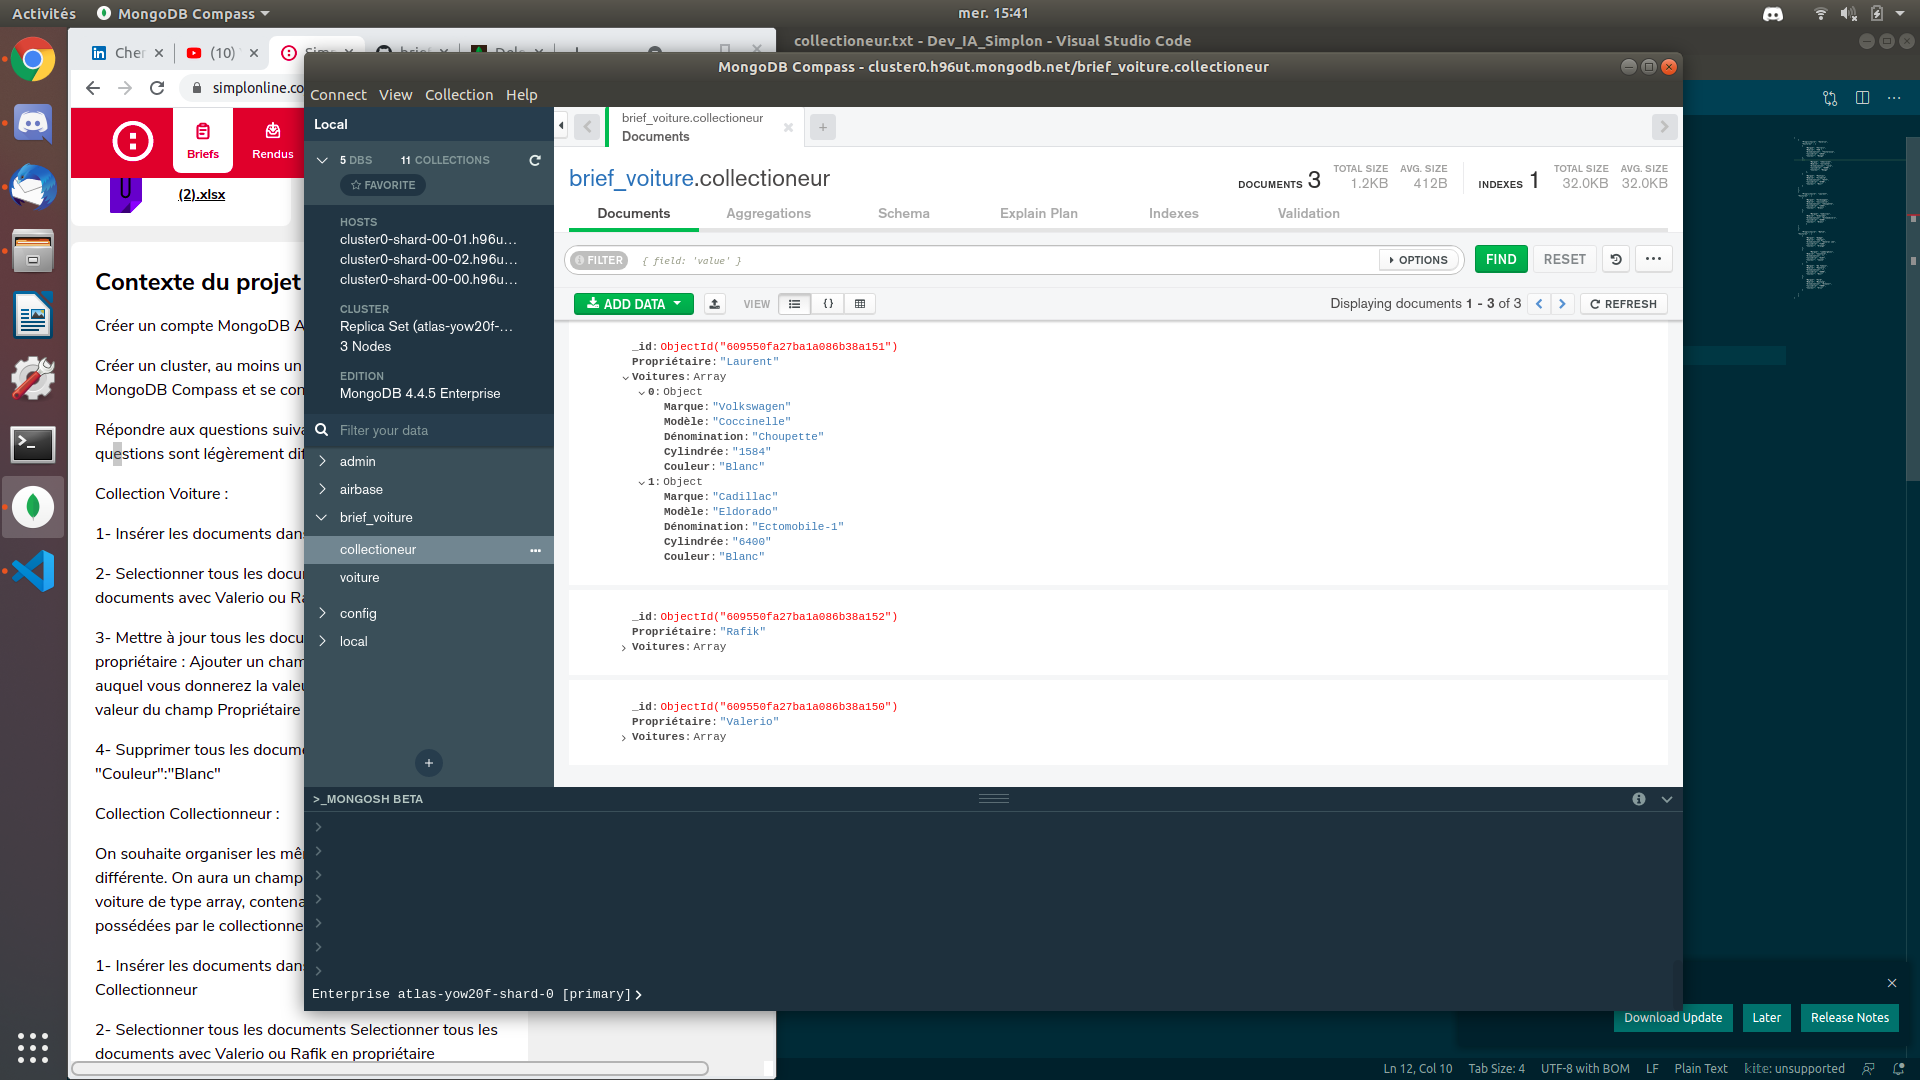 Activités
MongoDB Compass
mer. 15:41
Cher
(10)
collectioneur.txt - Dev_IA_Simplon - Visual Studio Code
simplonline.co
Briefs
Rendus
(2).xlsx
Contexte du projet
Créer un compte MongoDB A
Créer un cluster, au moins un
MongoDB Compass et se con
Répondre aux questions suiva
questions sont légèrement dif
Collection Voiture :
1- Insérer les documents dans
2- Selectionner tous les docum
documents avec Valerio ou Ra
3- Mettre à jour tous les docu
propriétaire : Ajouter un cham
auquel vous donnerez la valeu
valeur du champ Propriétaire
4- Supprimer tous les docume
"Couleur":"Blanc"
Collection Collectionneur :
On souhaite organiser les mê
différente. On aura un champ
voiture de type array, contena
possédées par le collectionne
1- Insérer les documents dans
Collectionneur
2- Selectionner tous les documents Selectionner tous les
documents avec Valerio ou Rafik en propriétaire
MongoDB Compass - cluster0.h96ut.mongodb.net/brief_voiture.collectioneur
Connect View Collection Help
Local
5 DBS 11 COLLECTIONS
FAVORITE
HOSTS
cluster0-shard-00-01.h96u...
cluster0-shard-00-02.h96u...
cluster0-shard-00-00.h96u...
CLUSTER
Replica Set (atlas-yow20f-...
3 Nodes
EDITION
MongoDB 4.4.5 Enterprise
Filter your data
admin
airbase
brief_voiture
collectioneur
voiture
config
local
brief_voiture.collectioneur
Documents
brief_voiture.collectioneur
DOCUMENTS 3 TOTAL SIZE 1.2KB AVG. SIZE 412B INDEXES 1 TOTAL SIZE 32.0KB AVG. SIZE 32.0KB
Documents Aggregations Schema Explain Plan Indexes Validation
FILTER { field: 'value' } OPTIONS FIND RESET ...
ADD DATA VIEW {} Displaying documents 1 - 3 of 3 REFRESH
_id: ObjectId("609550fa27ba1a086b38a151")
Propriétaire: "Laurent"
Voitures: Array
0: Object
Marque: "Volkswagen"
Modèle: "Coccinelle"
Dénomination: "Choupette"
Cylindrée: "1584"
Couleur: "Blanc"
1: Object
Marque: "Cadillac"
Modèle: "Eldorado"
Dénomination: "Ectomobile-1"
Cylindrée: "6400"
Couleur: "Blanc"
_id: ObjectId("609550fa27ba1a086b38a152")
Propriétaire: "Rafik"
Voitures: Array
_id: ObjectId("609550fa27ba1a086b38a150")
Propriétaire: "Valerio"
Voitures: Array
>_MONGOSH BETA
>
>
>
>
>
>
>
Enterprise atlas-yow20f-shard-0 [primary]>
Download Update Later Release Notes
Ln 12, Col 10 Tab Size: 4 UTF-8 with BOM LF Plain Text kite: unsupported